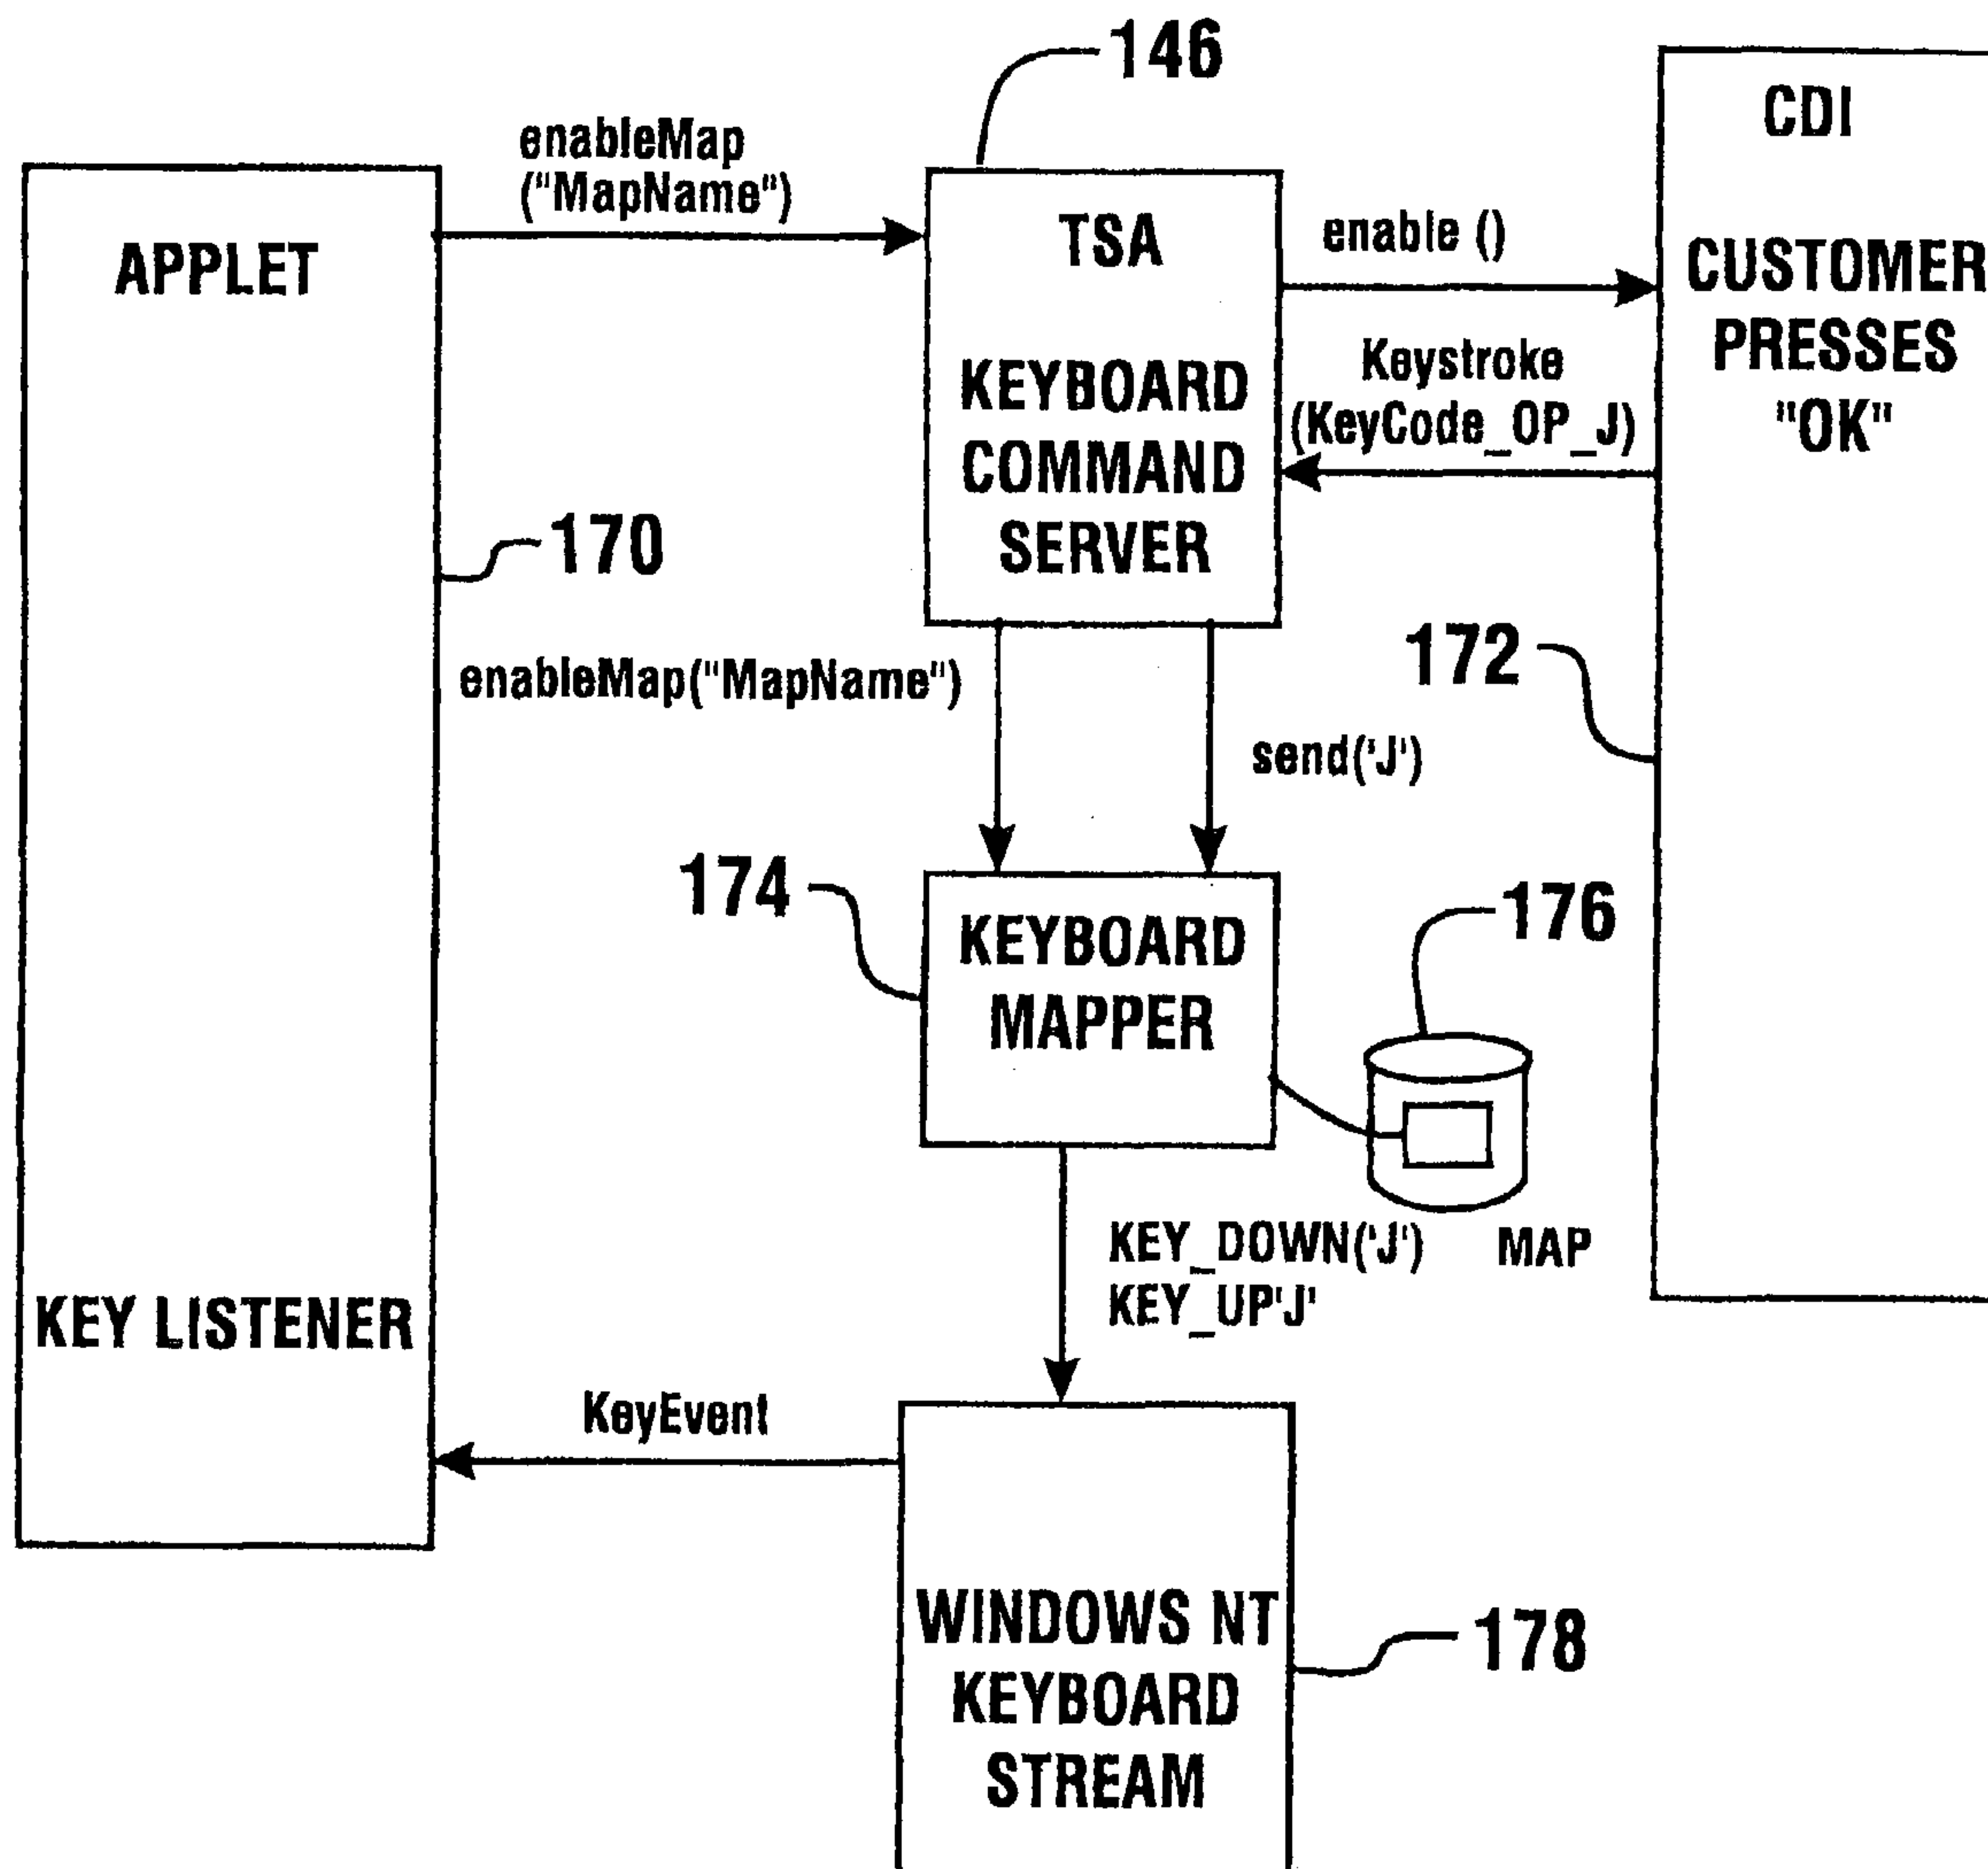 146
CDI
enableMap
("MapName")
APPLET
TSA
enable ()
CUSTOMER
PRESSES
"OK"
KEYBOARD
COMMAND
SERVER
Keystroke
(KeyCode_OP_J)
170
172
enableMap("MapName")
send('J')
174
KEYBOARD
MAPPER
176
KEY_DOWN('J')
KEY_UP'J'
MAP
KEY LISTENER
KeyEvent
WINDOWS NT
KEYBOARD
STREAM
178